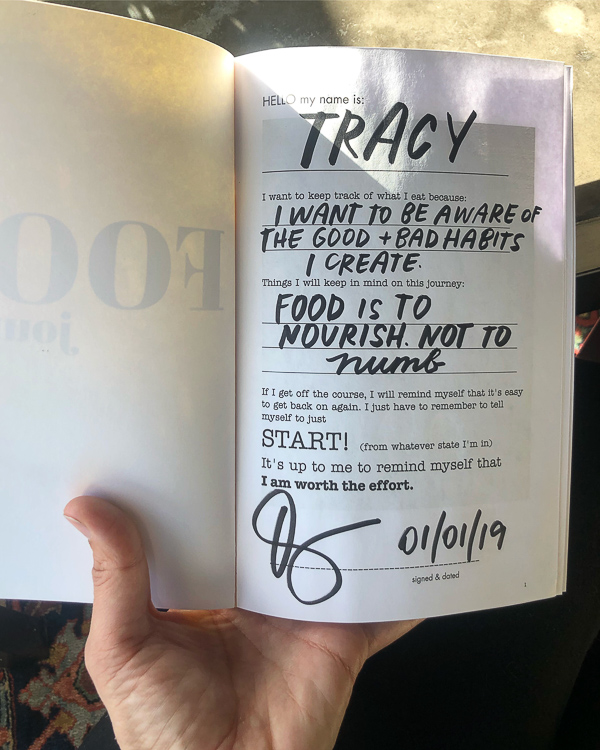 HELLO my name is:
TRACY
I want to keep track of what I eat because:
I WANT TO BE AWARE OF
THE GOOD + BAD HABITS
I CREATE.
Things I will keep in mind on this journey:
FOOD IS TO
NOURISH. NOT TO
numb
If I get off the course, I will remind myself that it's easy
to get back on again. I just have to remember to tell
myself to just
START! (from whatever state I'm in)
It's up to me to remind myself that
I am worth the effort.
01/01/19
signed & dated
1